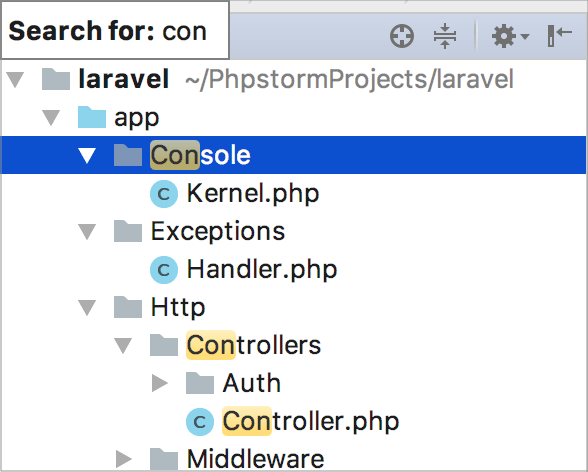 Search for: con
laravel ~/PhpstormProjects/laravel
app
Console
C Kernel.php
Exceptions
C Handler.php
Http
Controllers
Auth
C Controller.php
Middleware